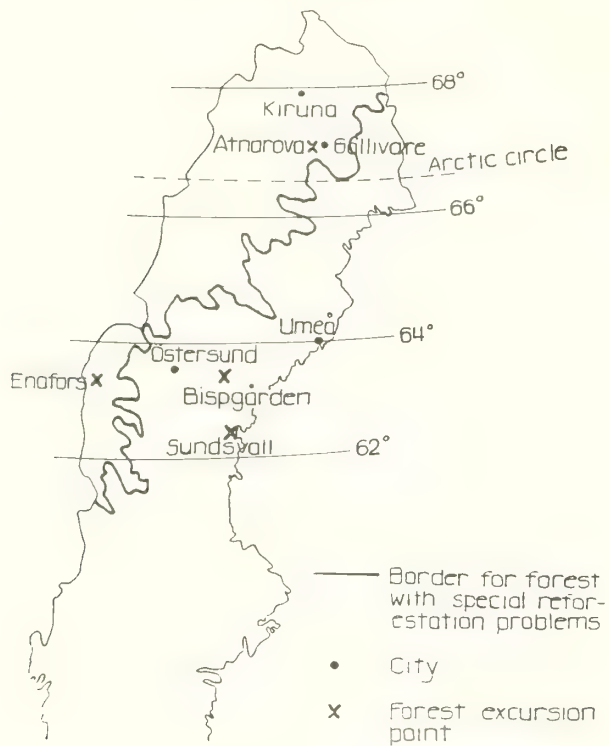 68°
Kiruna
Atnarova
Gällivare
Arctic circle
66°
Umeå
64°
Östersund
Enafors
Bispgården
Sundsvall
62°
Border for forest
with special refor-
estation problems
City
Forest excursion
point